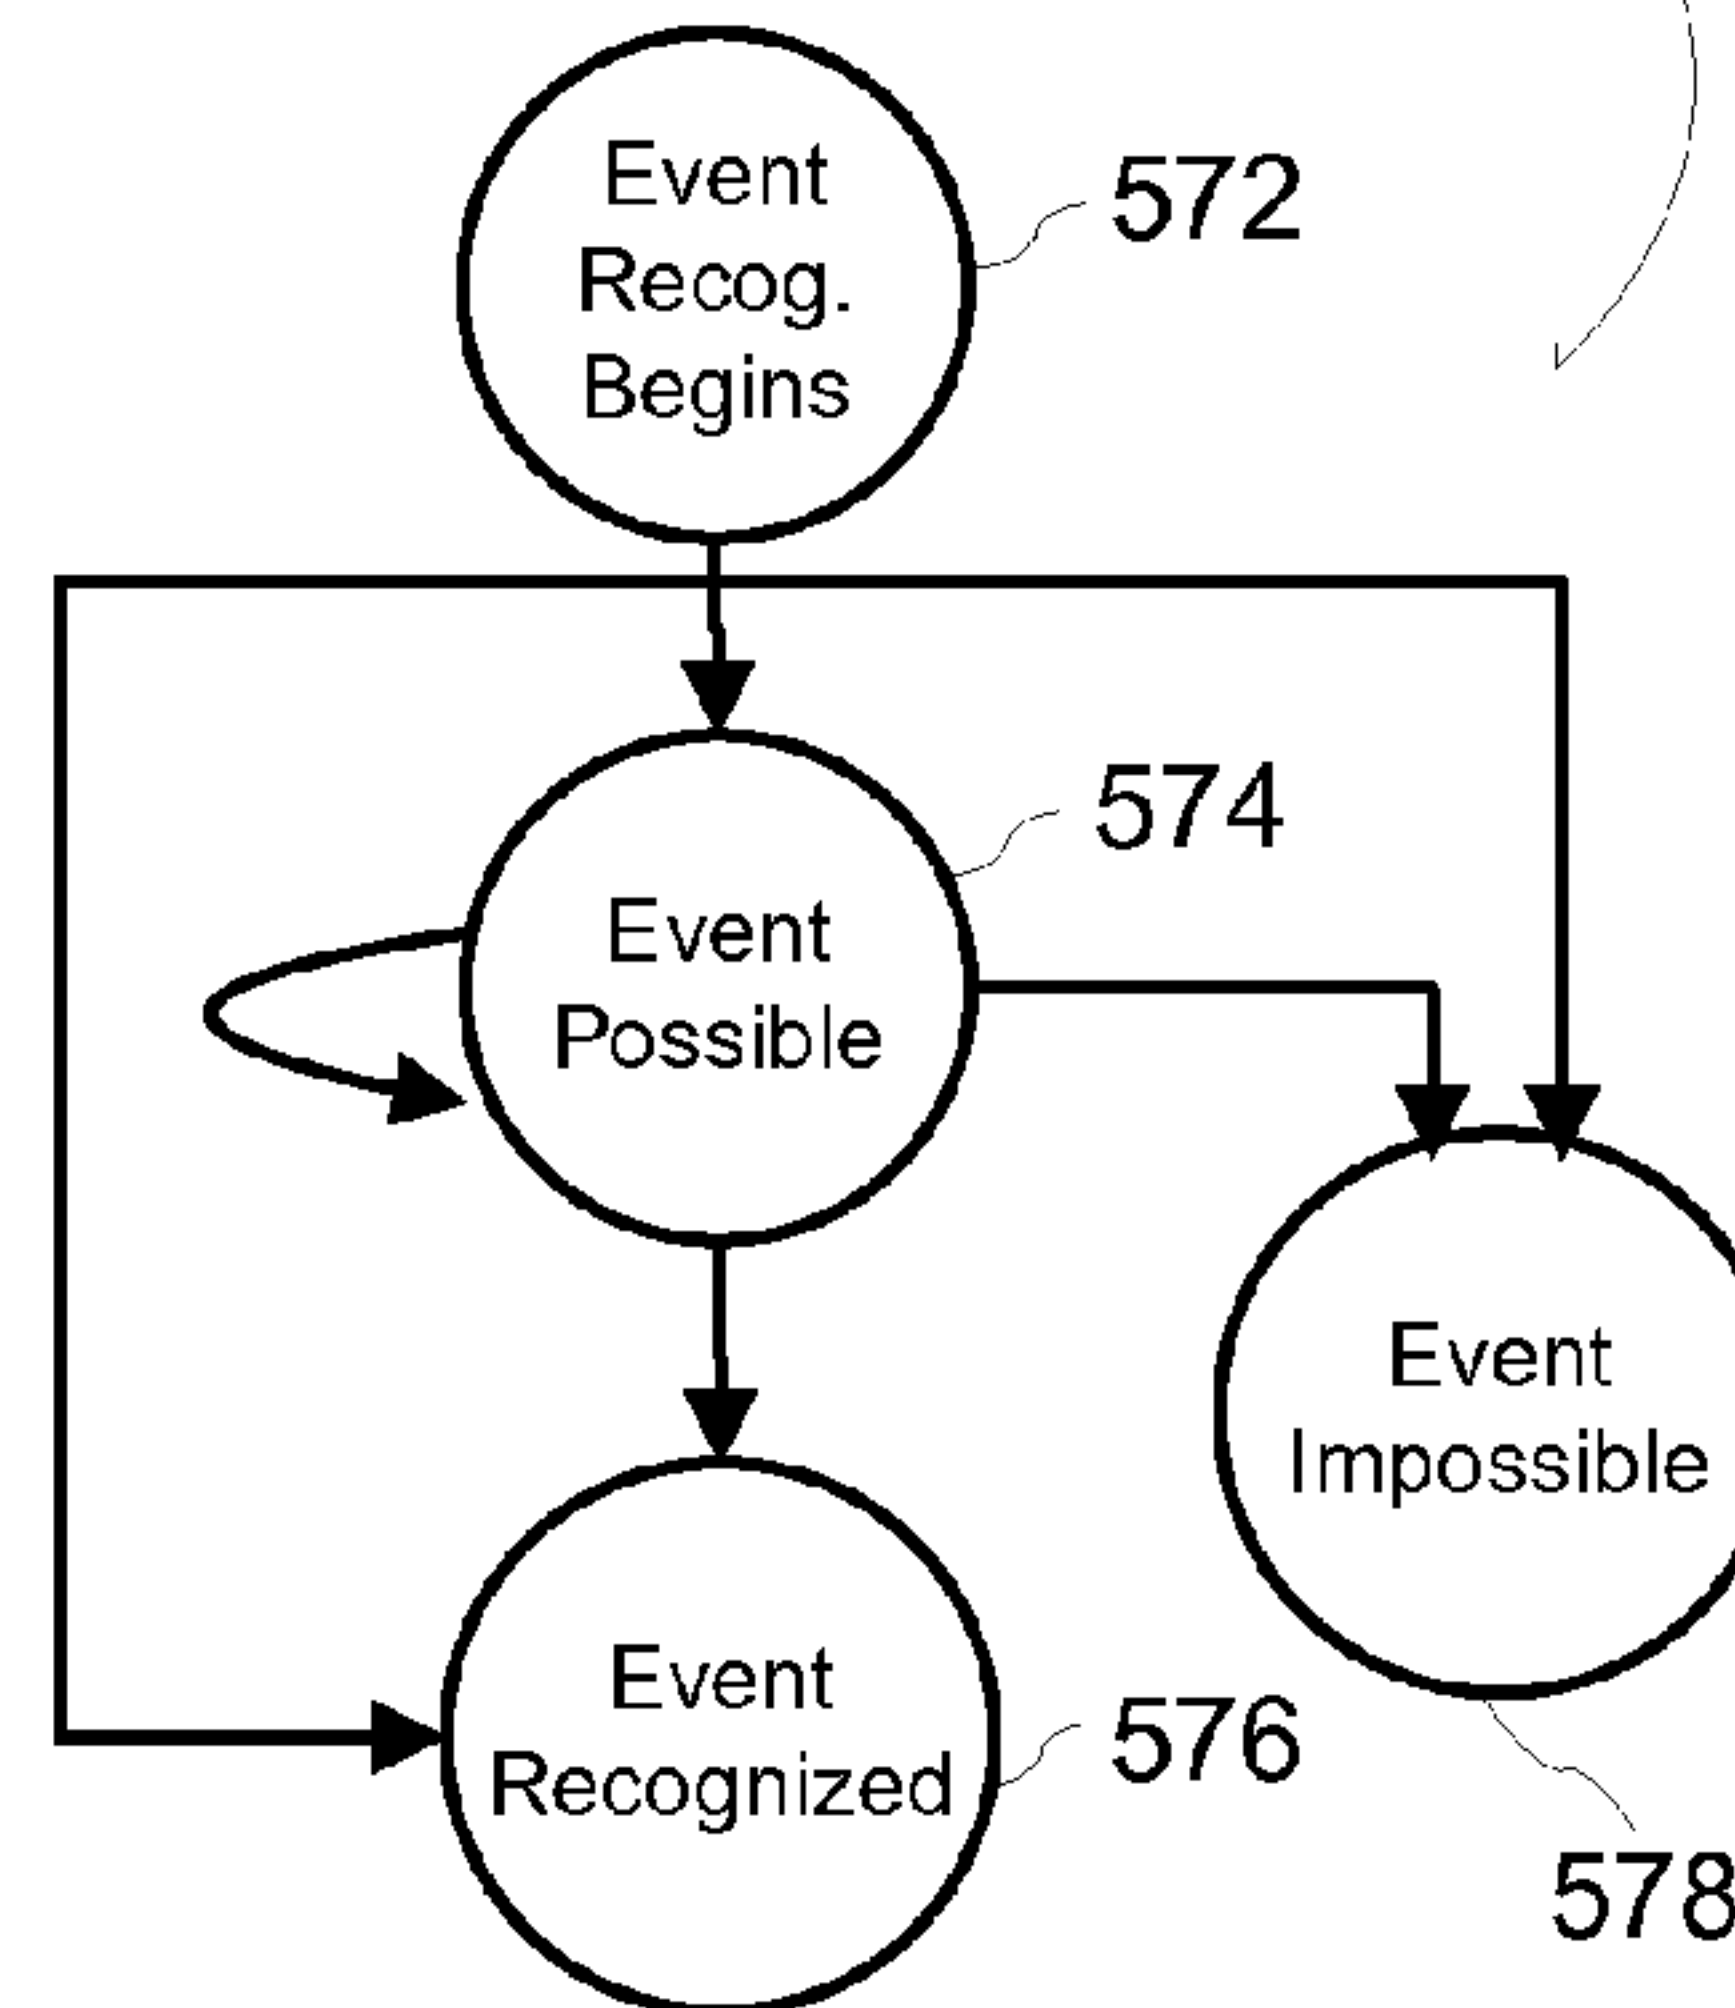 Event
Recog.
Begins
572
574
Event
Possible
Event
Impossible
Event
Recognized
576
578